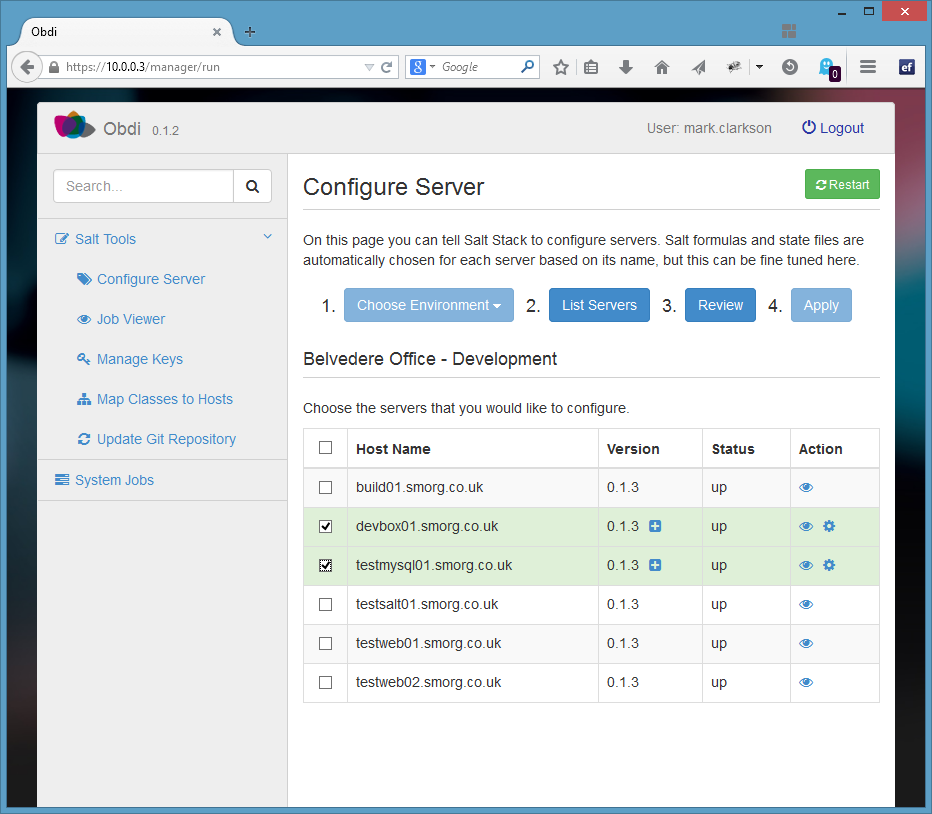 Obdi
https://10.0.0.3/manager/run
8
Google
0
ef
Obdi 0.1.2
User: mark.clarkson
Logout
Search...
Salt Tools
Configure Server
Job Viewer
Manage Keys
Map Classes to Hosts
Update Git Repository
System Jobs
Configure Server
Restart
On this page you can tell Salt Stack to configure servers. Salt formulas and state files are
automatically chosen for each server based on its name, but this can be fine tuned here.
1. Choose Environment 2. List Servers 3. Review 4. Apply
Belvedere Office - Development
Choose the servers that you would like to configure.
Host Name Version Status Action
build01.smorg.co.uk 0.1.3 up
devbox01.smorg.co.uk 0.1.3 up
testmysql01.smorg.co.uk 0.1.3 up
testsalt01.smorg.co.uk 0.1.3 up
testweb01.smorg.co.uk 0.1.3 up
testweb02.smorg.co.uk 0.1.3 up